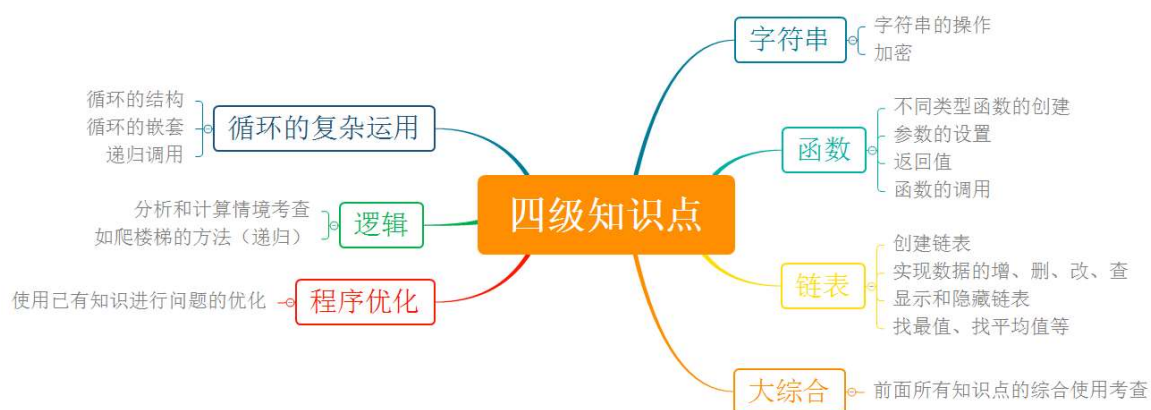 四级知识点
字符串
字符串的操作
加密
函数
不同类型函数的创建
参数的设置
返回值
函数的调用
链表
创建链表
实现数据的增、删、改、查
显示和隐藏链表
找最值、找平均值等
大综合
前面所有知识点的综合使用考查
循环的复杂运用
循环的结构
循环的嵌套
递归调用
逻辑
分析和计算情境考查
如爬楼梯的方法（递归）
程序优化
使用已有知识进行问题的优化